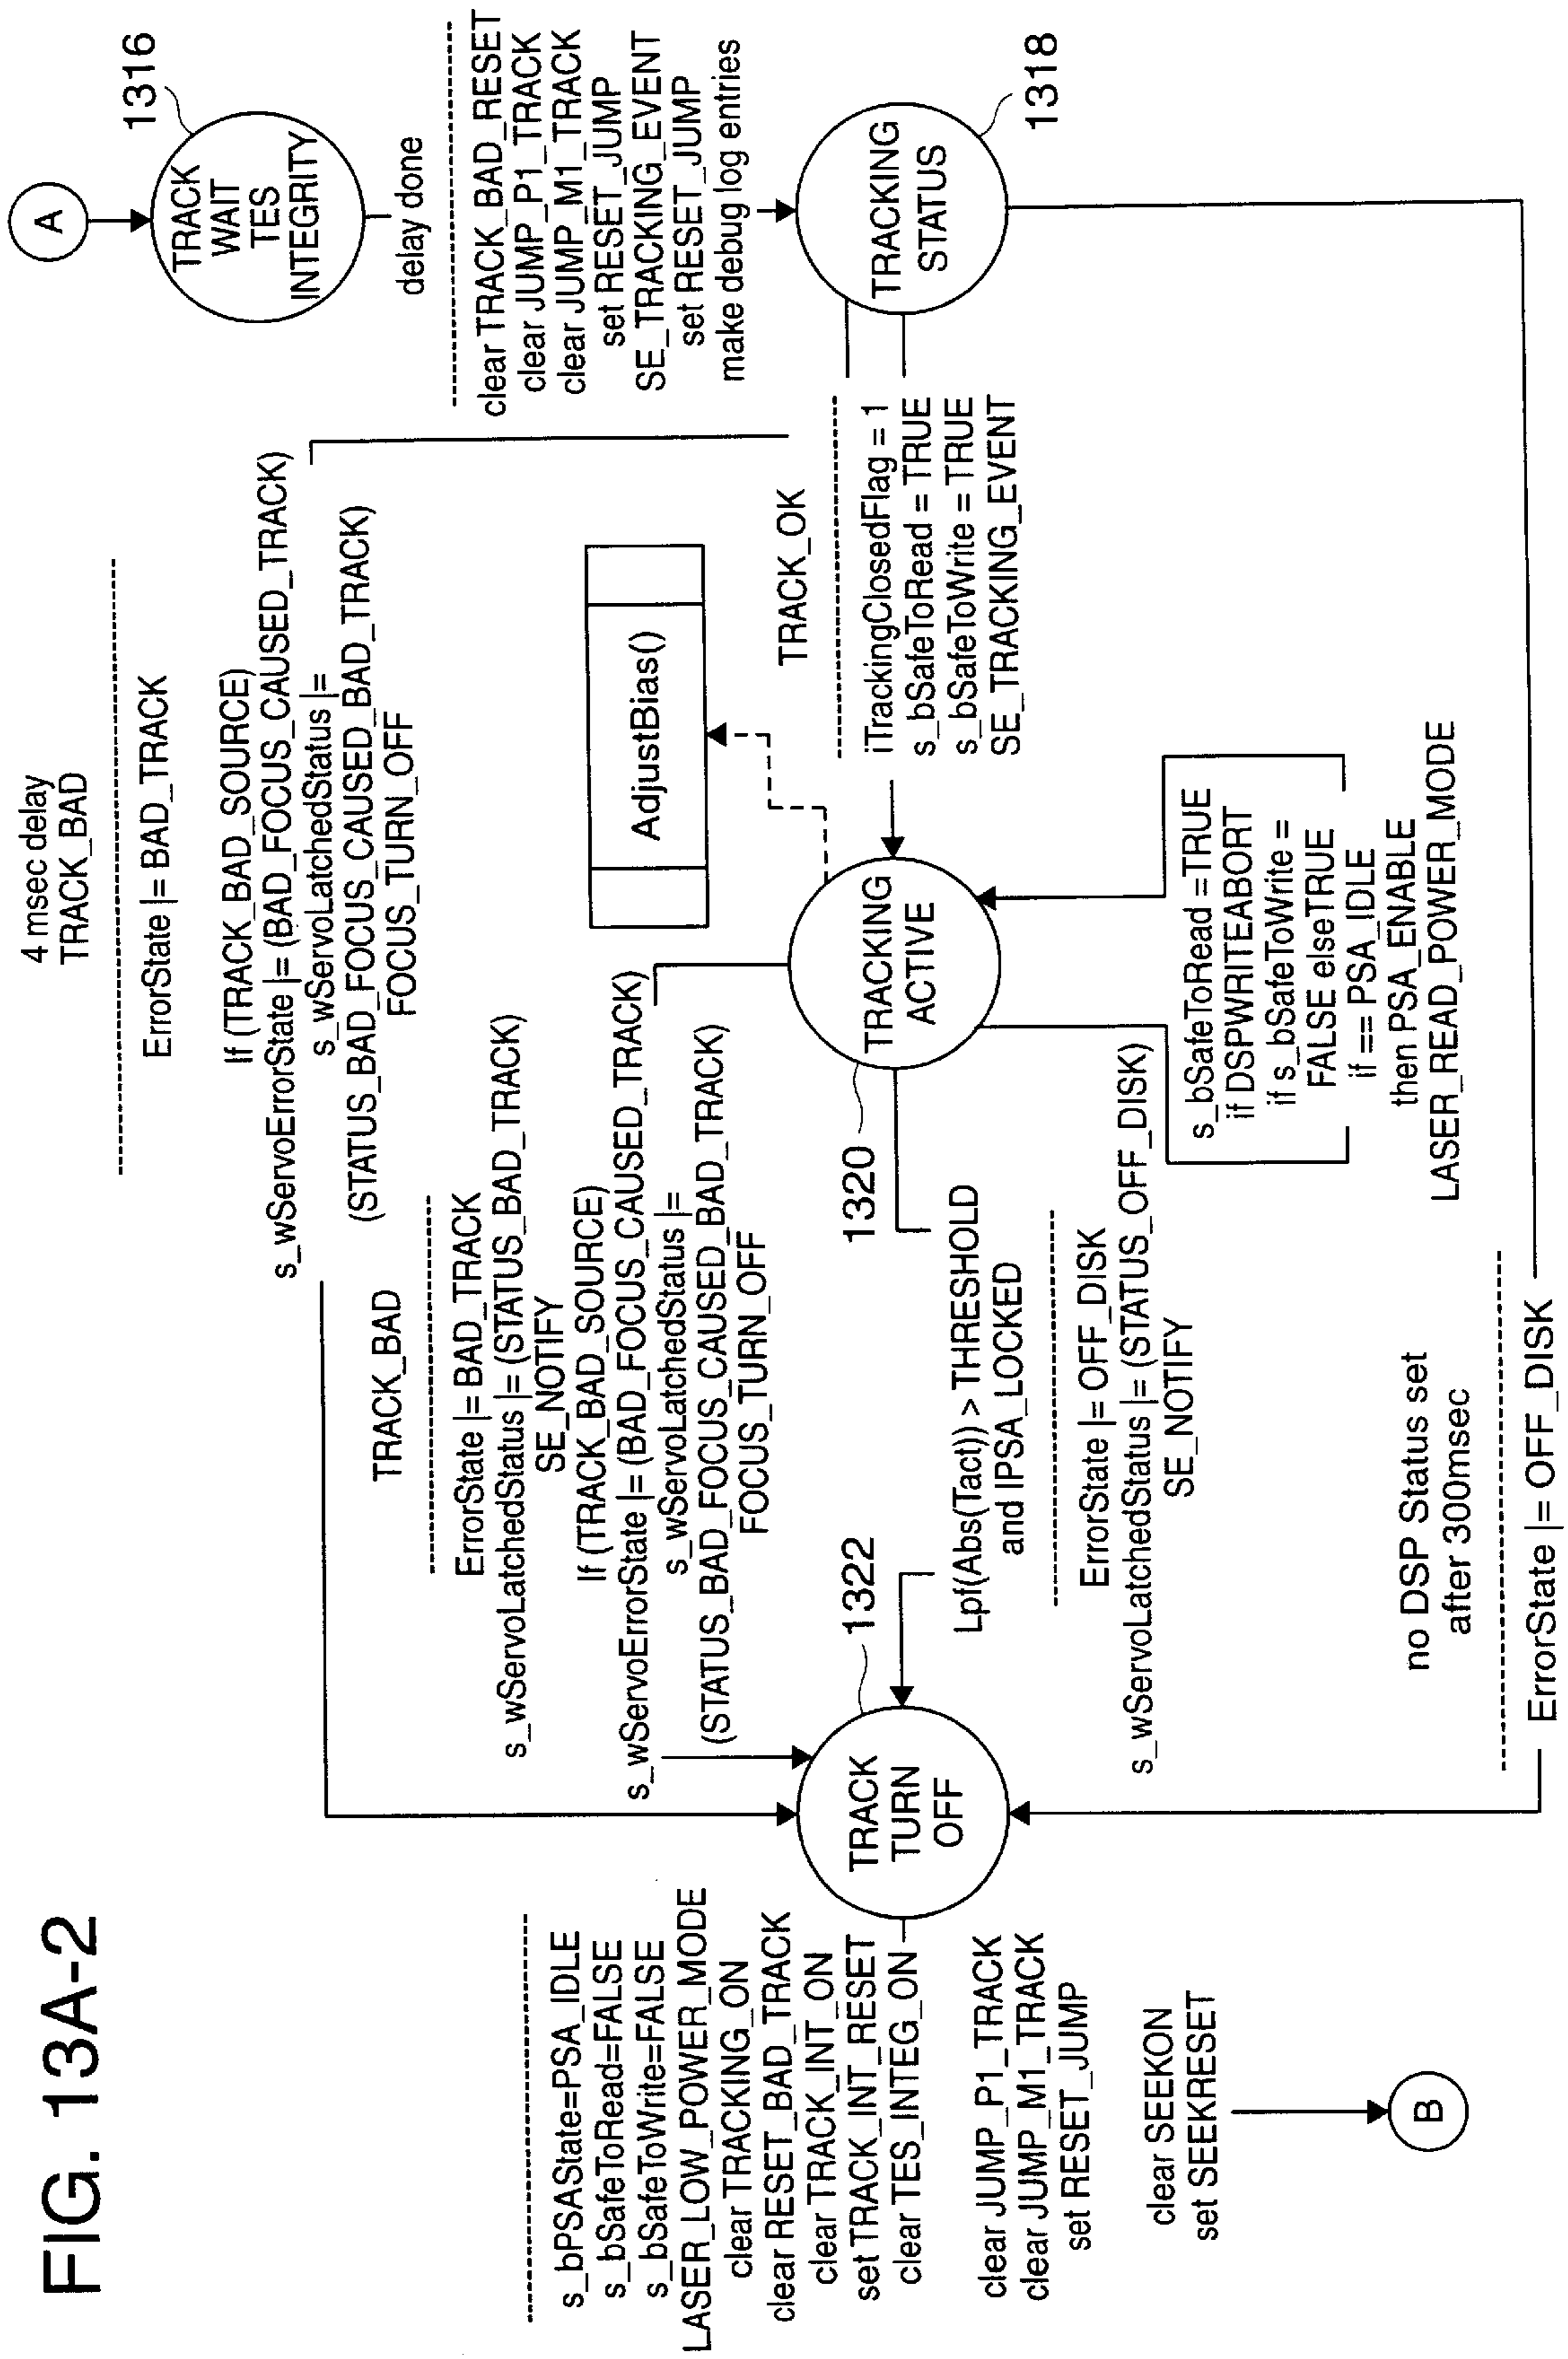 FIG. 13A-2
A
TRACK
WAIT
TES
INTEGRITY
1316
delay done
clear TRACK_BAD_RESET
clear JUMP_P1_TRACK
clear JUMP_M1_TRACK
set RESET_JUMP
SE_TRACKING_EVENT
set RESET_JUMP
make debug log entries
TRACKING
STATUS
1318
4 msec delay
TRACK_BAD
ErrorState |= BAD_TRACK
If (TRACK_BAD_SOURCE)
s_wServoErrorState |= (BAD_FOCUS_CAUSED_TRACK)
s_wServoLatchedStatus |=
(STATUS_BAD_FOCUS_CAUSED_BAD_TRACK)
FOCUS_TURN_OFF
AdjustBias()
TRACK_OK
iTrackingClosedFlag = 1
s_bSafeToRead = TRUE
s_bSafeToWrite = TRUE
SE_TRACKING_EVENT
TRACKING
ACTIVE
1320
s_bSafeToRead =TRUE
if DSPWRITEABORT
if s_bSafeToWrite =
FALSE elseTRUE
if == PSA_IDLE
then PSA_ENABLE
LASER_READ_POWER_MODE
TRACK_BAD
ErrorState |= BAD_TRACK
s_wServoLatchedStatus |= (STATUS_BAD_TRACK)
SE_NOTIFY
If (TRACK_BAD_SOURCE)
s_wServoErrorState |= (BAD_FOCUS_CAUSED_TRACK)
s_wServoLatchedStatus |=
(STATUS_BAD_FOCUS_CAUSED_BAD_TRACK)
FOCUS_TURN_OFF
Lpf(Abs(Tact)) > THRESHOLD
and IPSA_LOCKED
ErrorState |= OFF_DISK
s_wServoLatchedStatus |= (STATUS_OFF_DISK)
SE_NOTIFY
no DSP Status set
after 300msec
ErrorState |= OFF_DISK
TRACK
TURN
OFF
1322
s_bPSAState=PSA_IDLE
s_bSafeToRead=FALSE
s_bSafeToWrite=FALSE
LASER_LOW_POWER_MODE
clear TRACKING_ON
clear RESET_BAD_TRACK
clear TRACK_INT_ON
set TRACK_INT_RESET
clear TES_INTEG_ON
clear JUMP_P1_TRACK
clear JUMP_M1_TRACK
set RESET_JUMP
clear SEEKON
set SEEKRESET
B